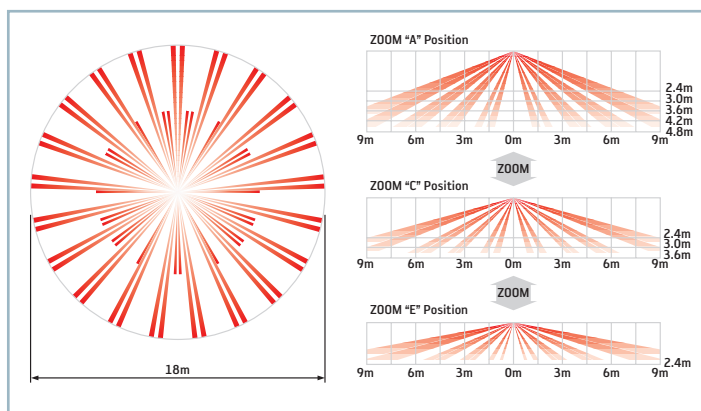 ZOOM “A” Position
2.4m
3.0m
3.6m
4.2m
4.8m
9m 6m 3m 0m 3m 6m 9m
ZOOM
ZOOM “C” Position
2.4m
3.0m
3.6m
9m 6m 3m 0m 3m 6m 9m
ZOOM
ZOOM “E” Position
2.4m
9m 6m 3m 0m 3m 6m 9m
18m